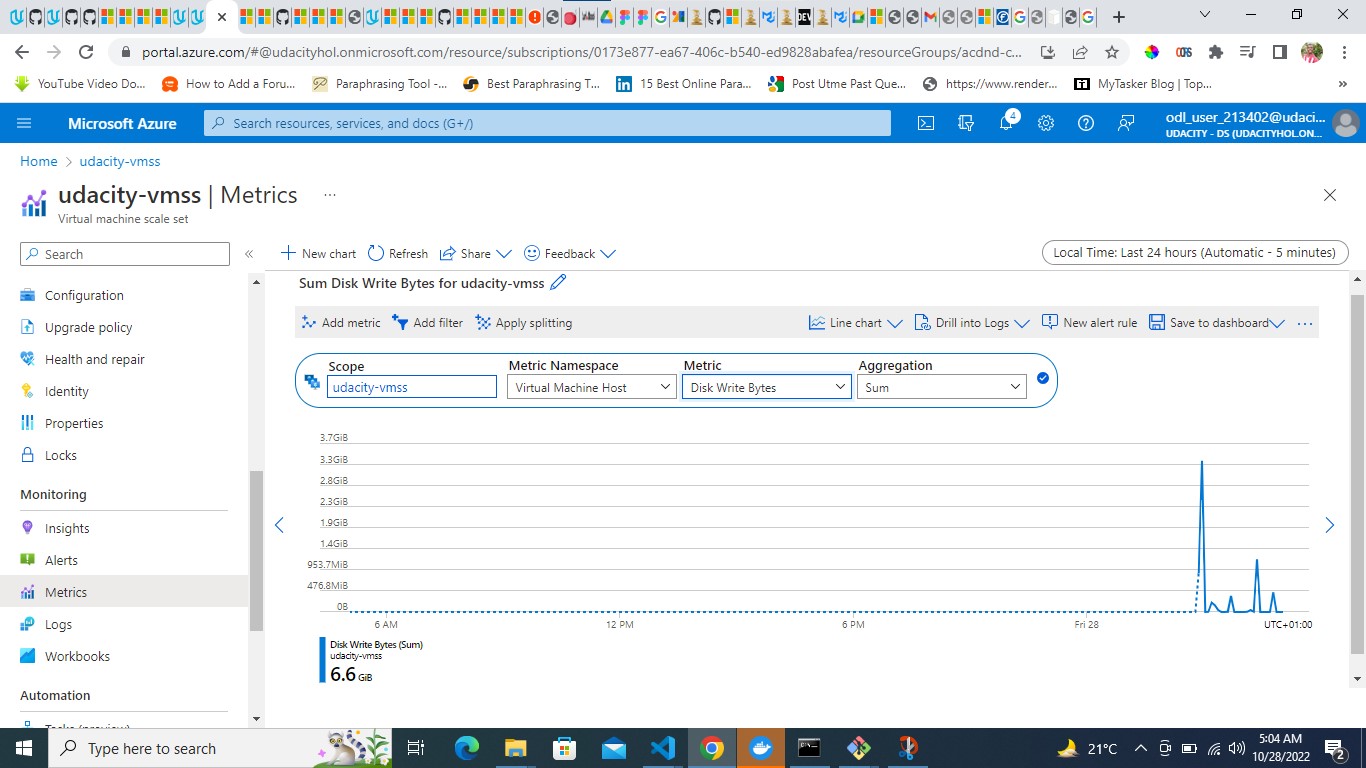 portal.azure.com/#@udacityhol.onmicrosoft.com/resource/subscriptions/0173e877-ea67-406c-b540-ed9828abafea/resourceGroups/acdnd-c...
YouTube Video Do... How to Add a Foru... Paraphrasing Tool -... Best Paraphrasing T... 15 Best Online Para... Post Utme Past Que... https://www.render... MyTasker Blog | Top... »
Microsoft Azure Search resources, services, and docs (G+/) 4 odl_user_213402@udaci...
UDACITY - DS (UDACITYHOL.ON...
Home > udacity-vmss
udacity-vmss | Metrics ...
Virtual machine scale set
Search «
New chart Refresh Share Feedback Local Time: Last 24 hours (Automatic - 5 minutes)
Configuration
Upgrade policy
Health and repair
Identity
Properties
Locks
Monitoring
Insights
Alerts
Metrics
Logs
Workbooks
Automation
Tasks (preview)
Sum Disk Write Bytes for udacity-vmss
Add metric Add filter Apply splitting Line chart Drill into Logs New alert rule Save to dashboard ...
Scope Metric Namespace Metric Aggregation
udacity-vmss Virtual Machine Host Disk Write Bytes Sum
3.7GiB
3.3GiB
2.8GiB
2.3GiB
1.9GiB
1.4GiB
953.7MiB
476.8MiB
0B
6 AM 12 PM 6 PM Fri 28 UTC+01:00
Disk Write Bytes (Sum)
udacity-vmss
6.6 GiB
Type here to search 21°C 5:04 AM
10/28/2022 2